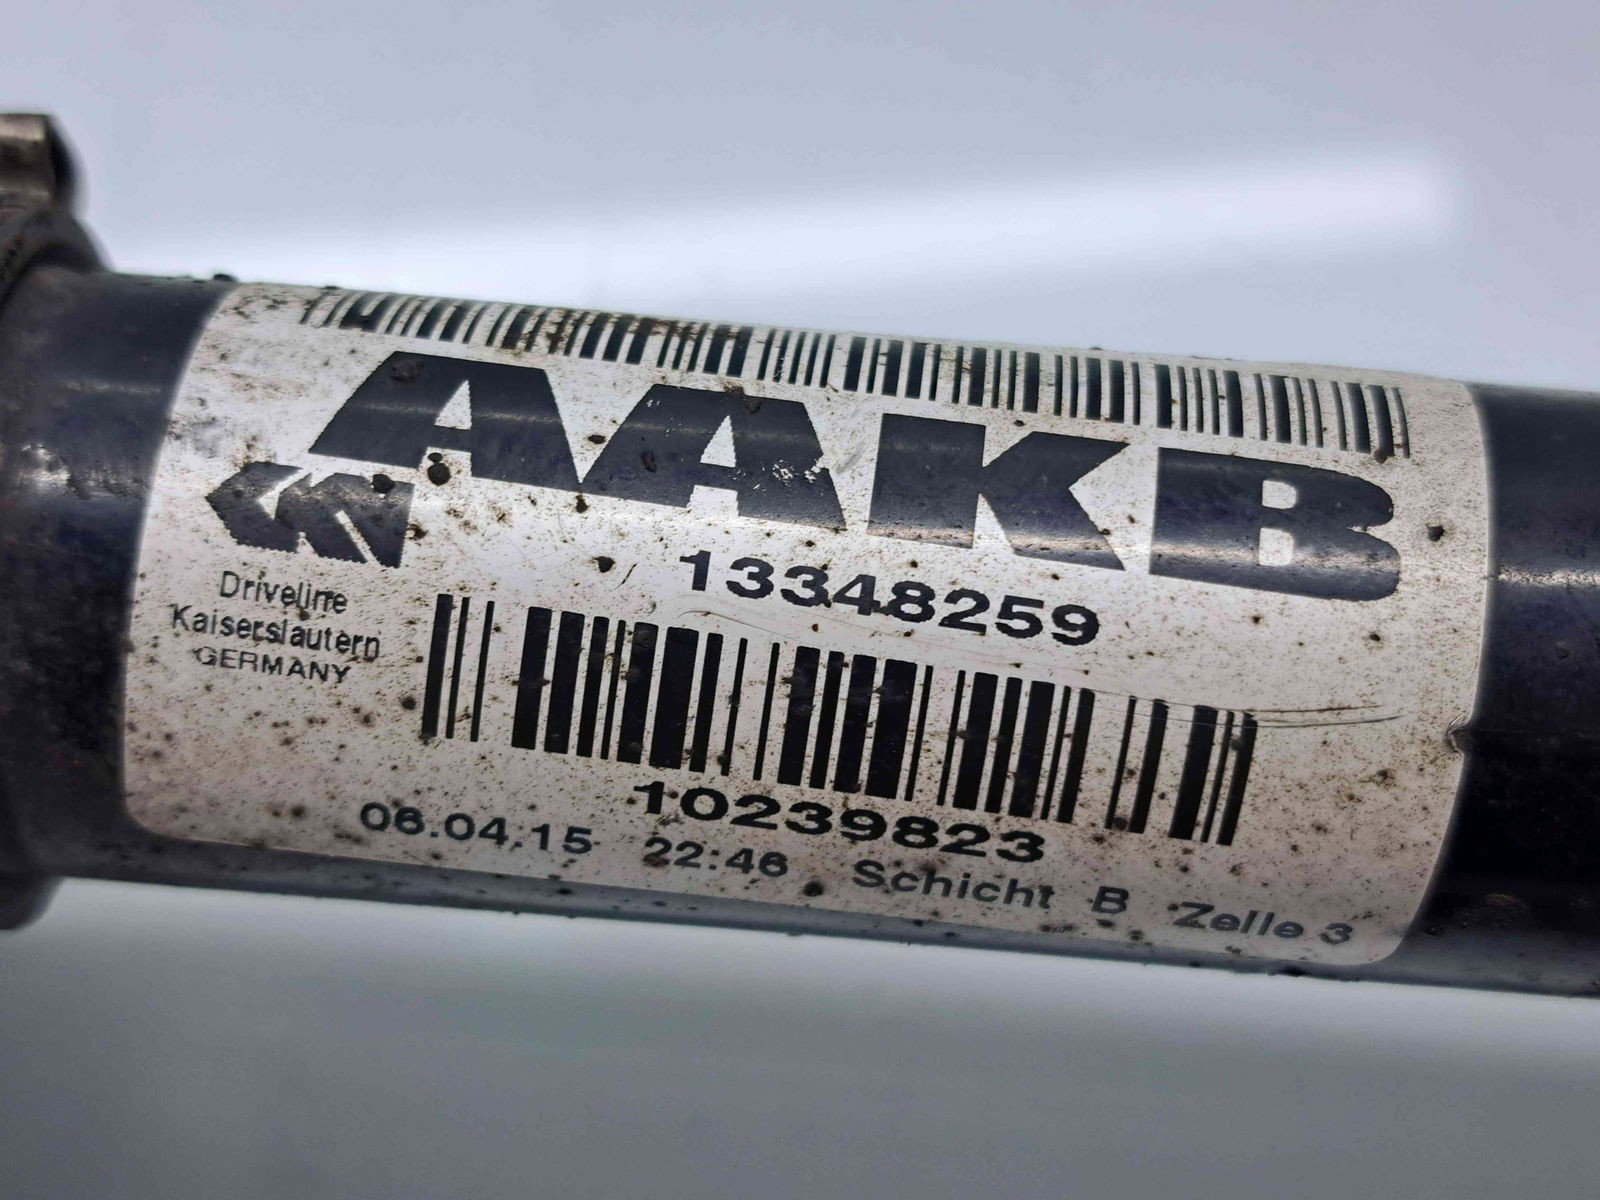 AAKB
13348259
Driveline
Kaiserslautern
GERMANY
10239823
06.04.15 22:46 Schicht B Zelle 3